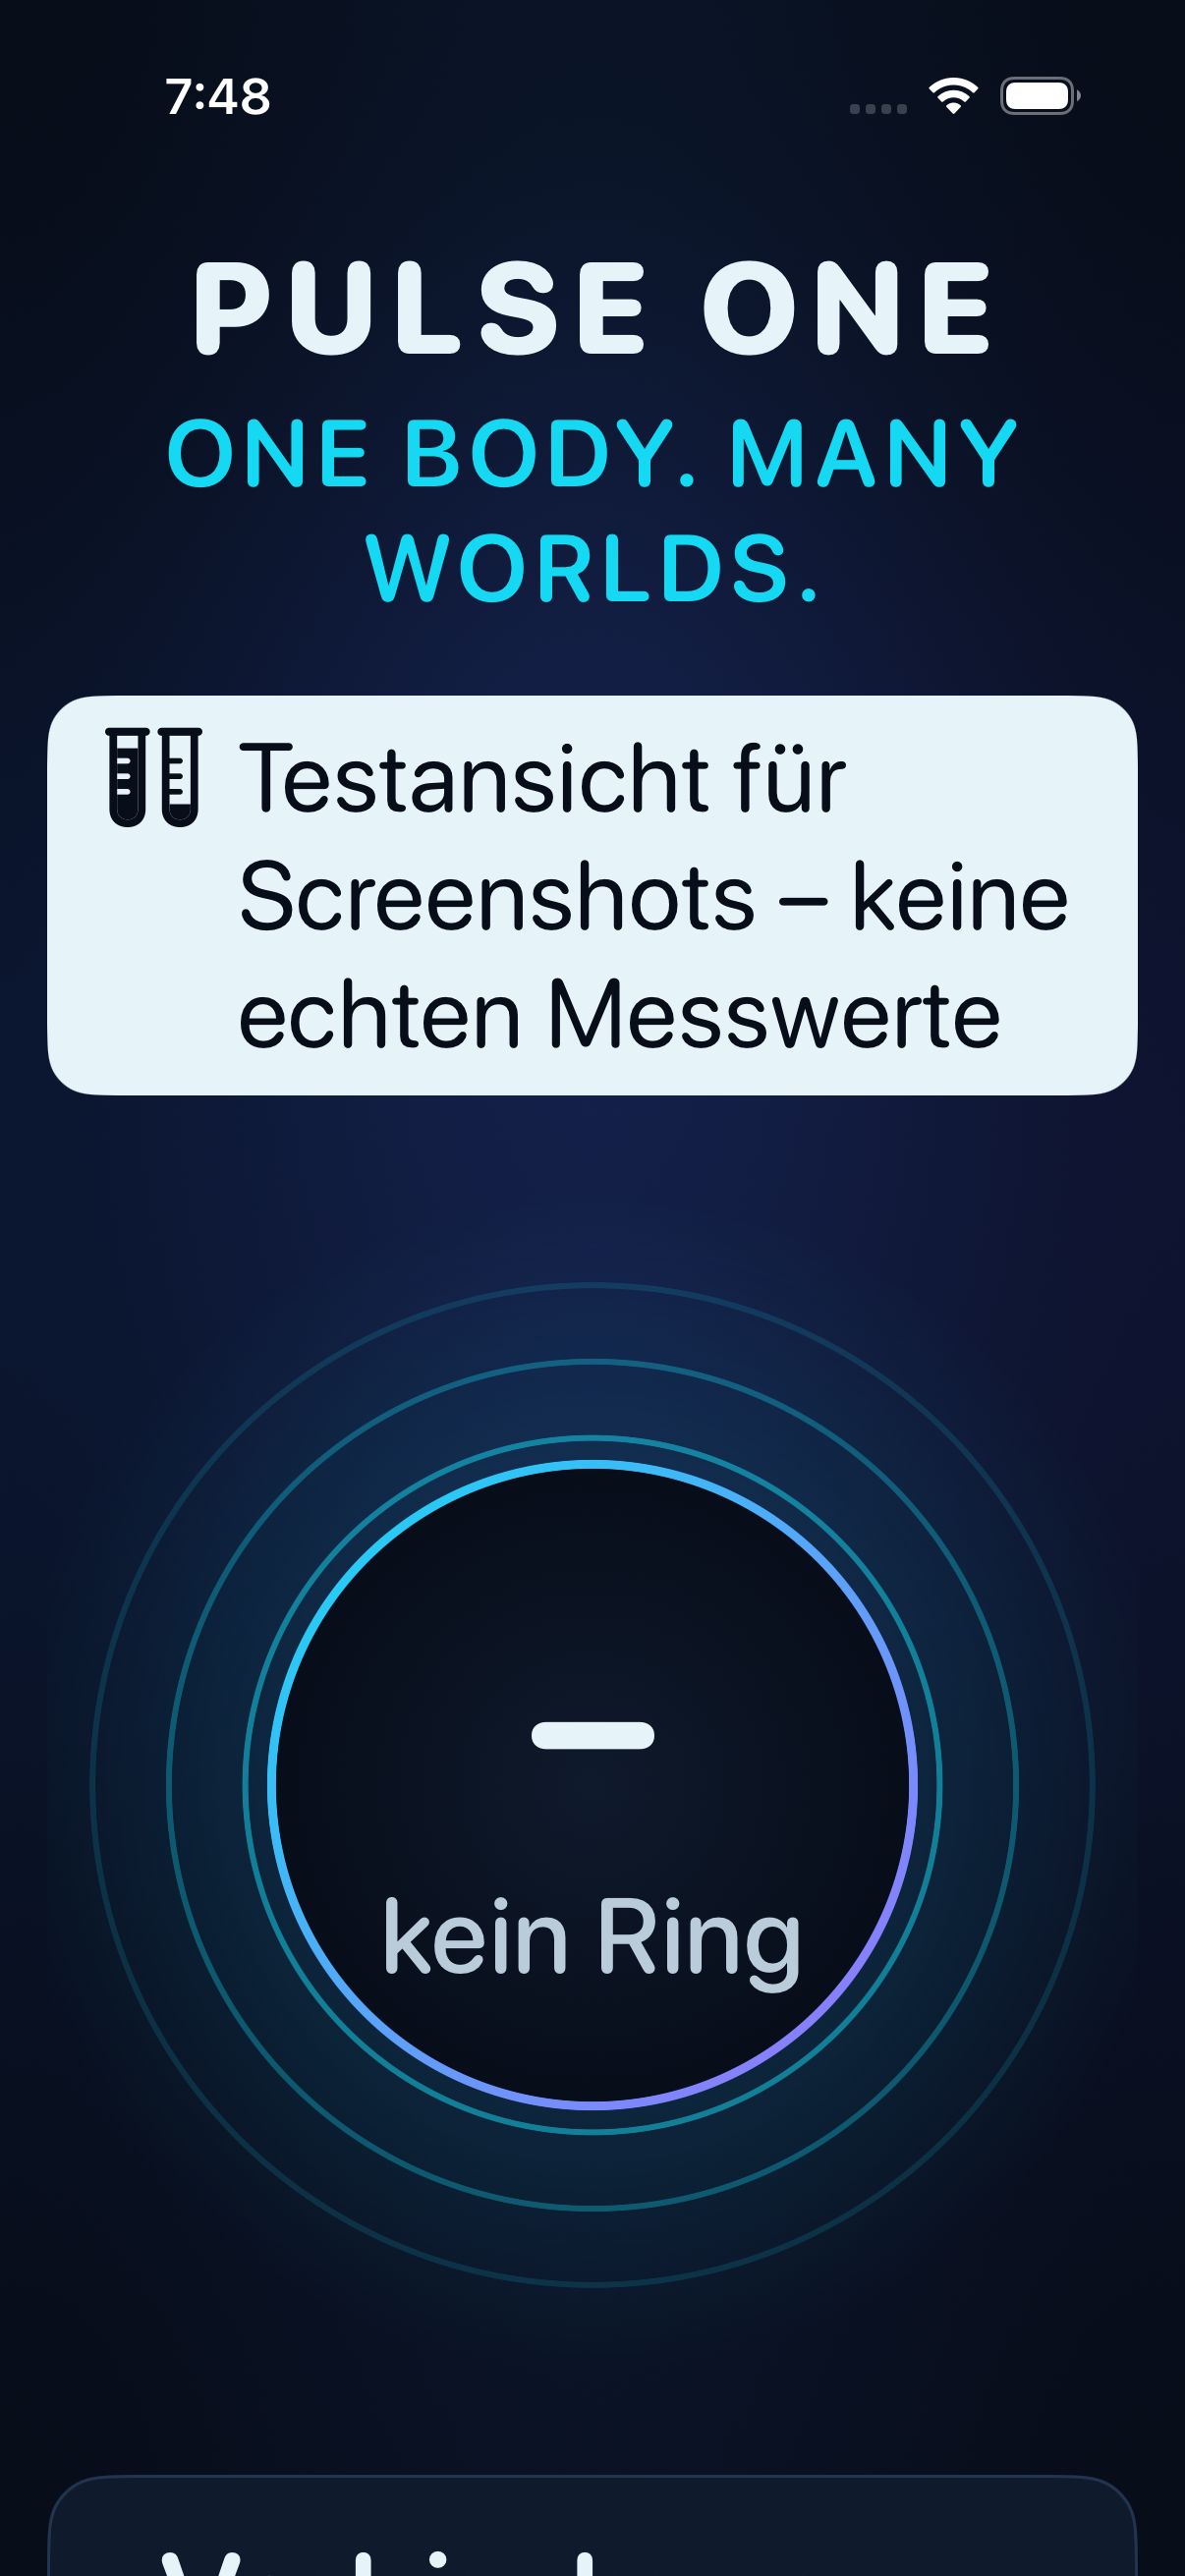 7:48
PULSE ONE
ONE BODY. MANY
WORLDS.
Testansicht für
Screenshots – keine
echten Messwerte
–
kein Ring